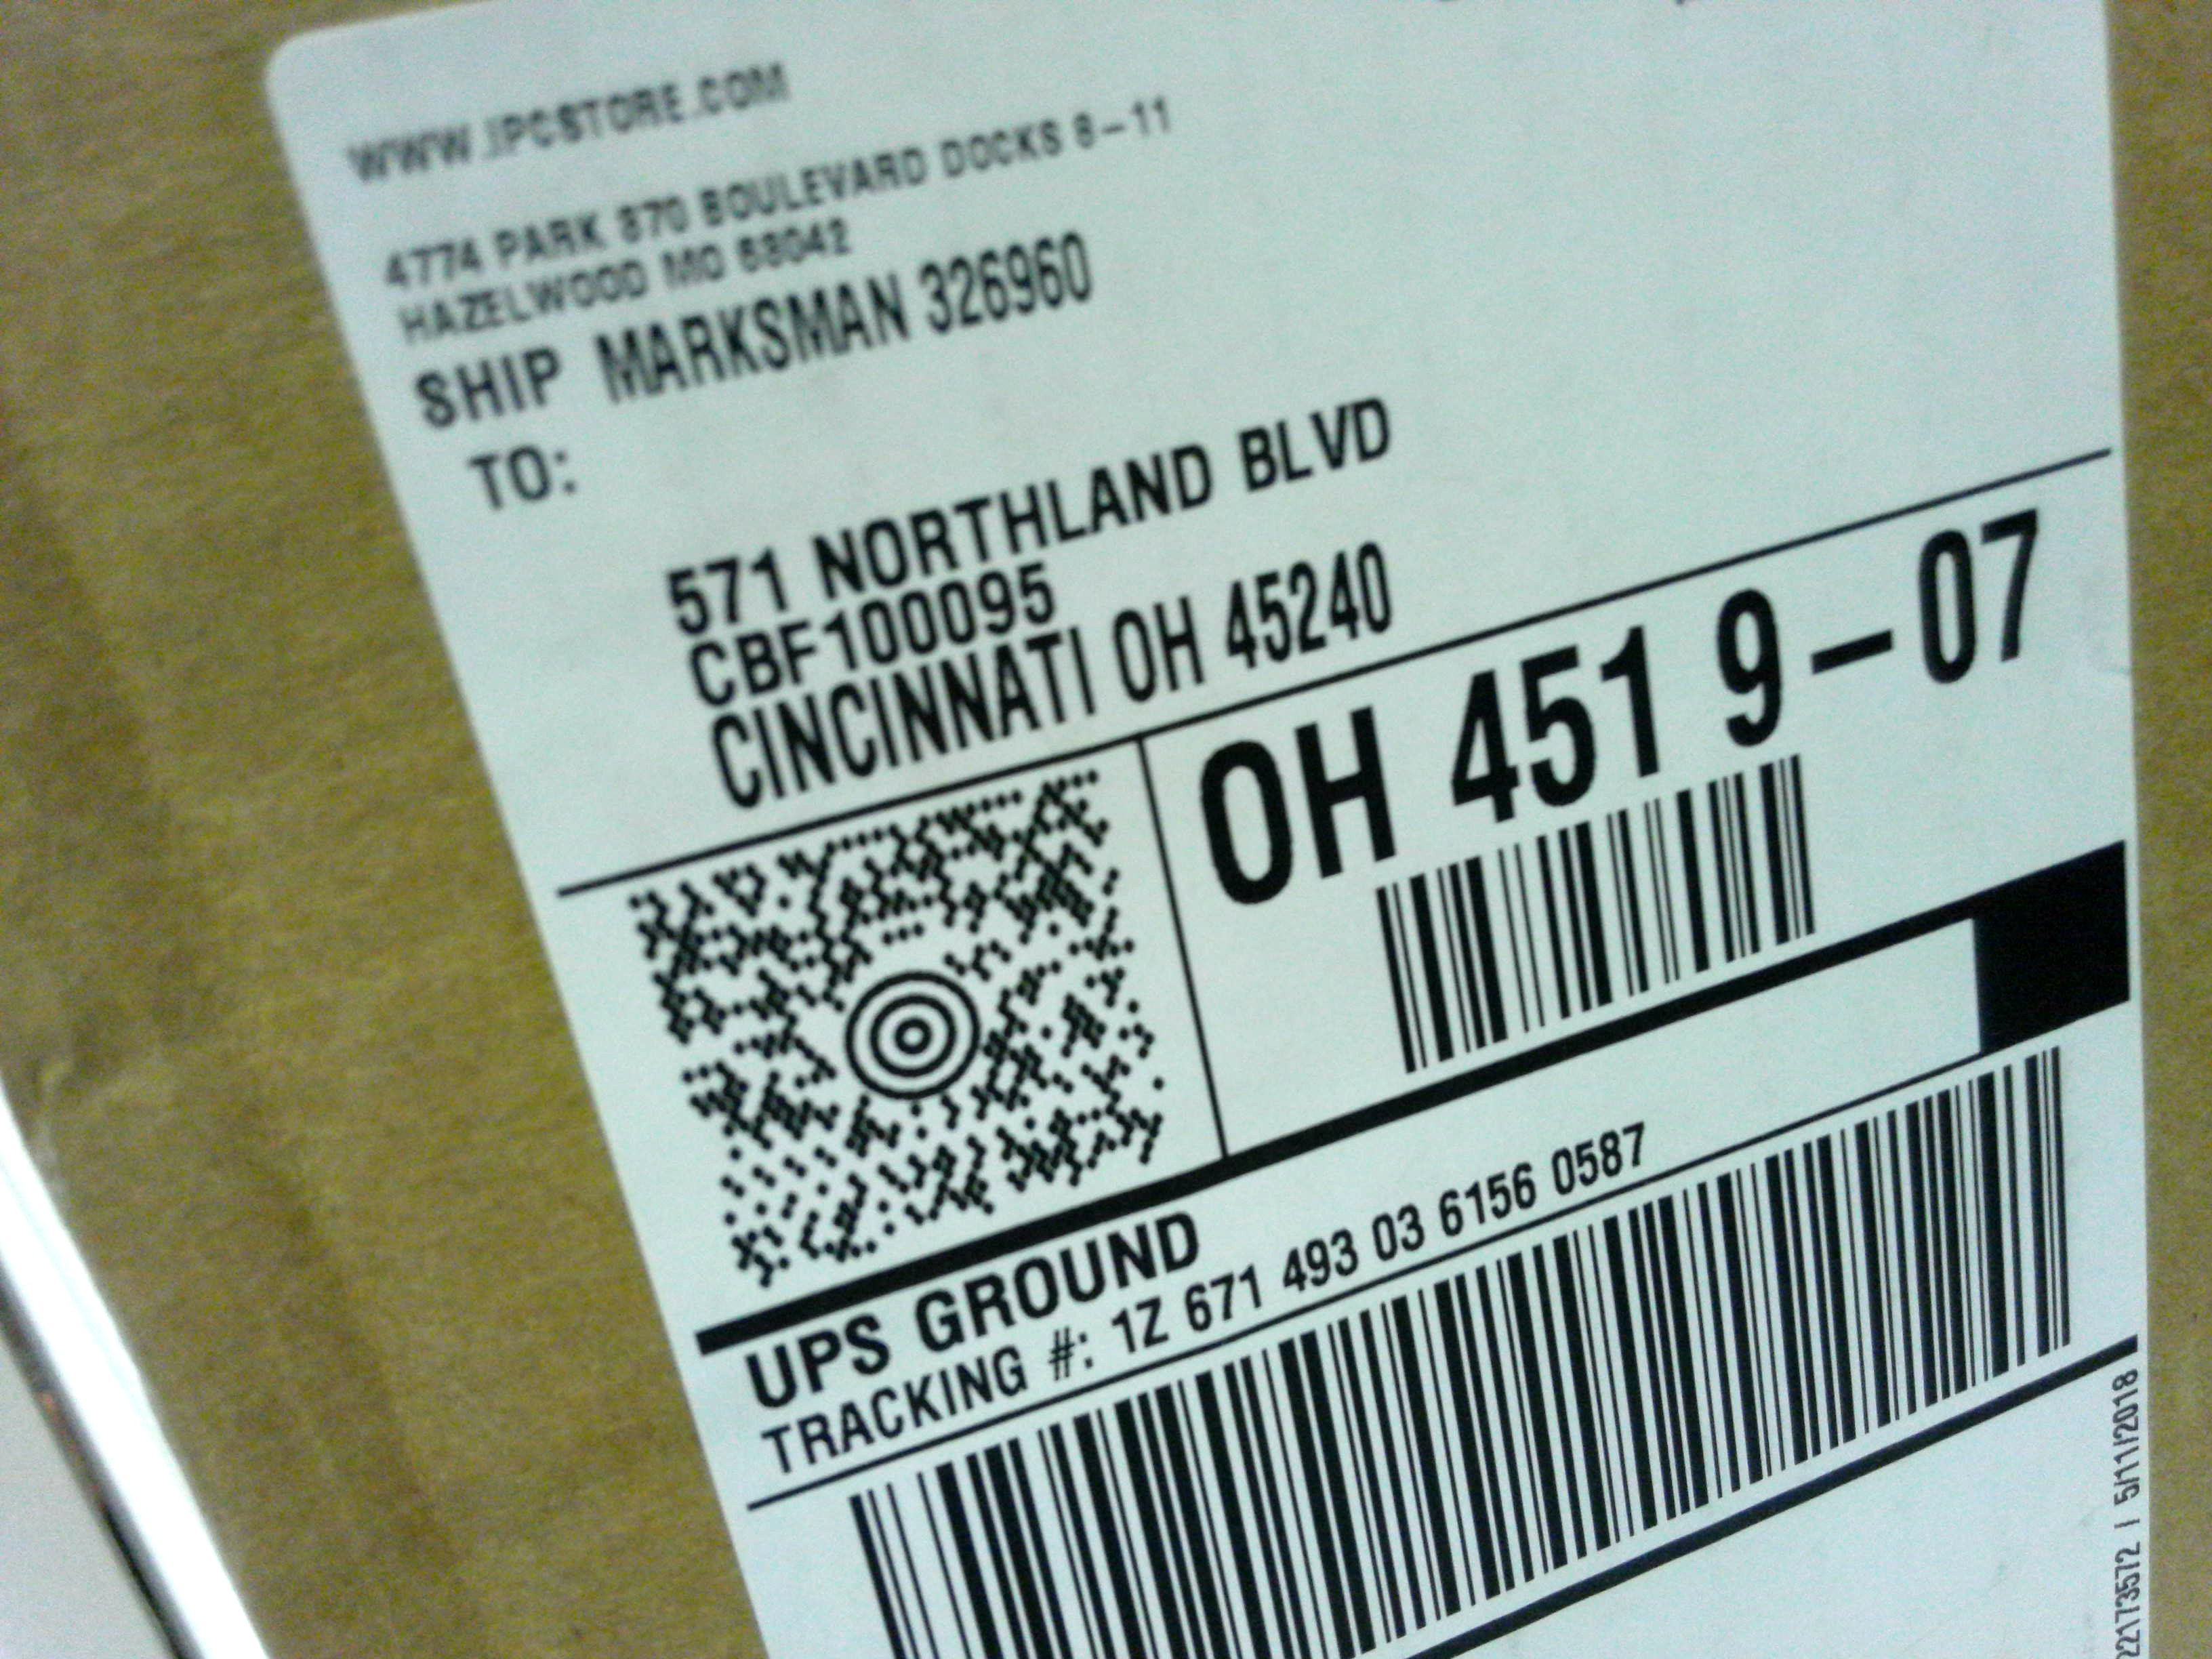 WWW.IPCSTORE.COM
4774 PARK 370 BOULEVARD DOCKS 8-11
HAZELWOOD MO 63042
SHIP MARKSMAN 326960
TO:
571 NORTHLAND BLVD
CBF100095
CINCINNATI OH 45240
OH 451 9-07
UPS GROUND
TRACKING #: 1Z 671 493 03 6156 0587
22173572 | 5/11/2018